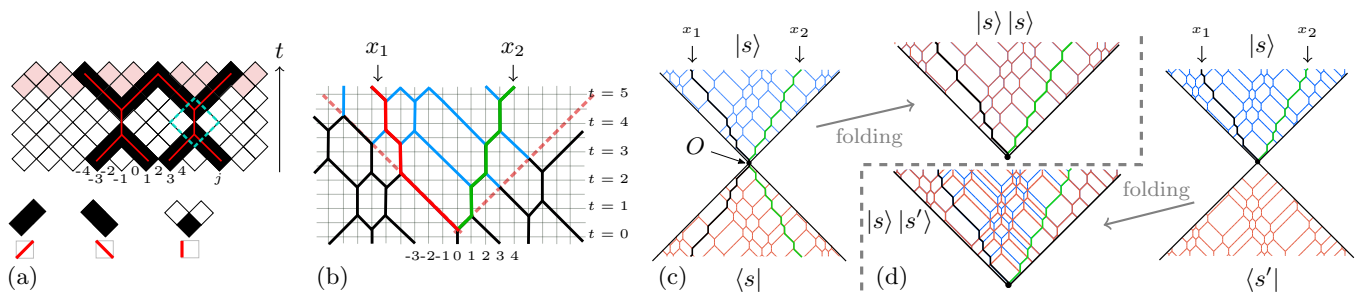 t
-4 -3 -2 -1 0 1 2 3 4 j
(a)
x₁ x₂
t = 5
t = 4
t = 3
t = 2
t = 1
t = 0
-3 -2 -1 0 1 2 3 4
(b)
x₁ |s⟩ x₂
O
⟨s|
(c)
folding
|s⟩ |s⟩
|s⟩ |s′⟩
(d)
folding
x₁ |s⟩ x₂
⟨s′|